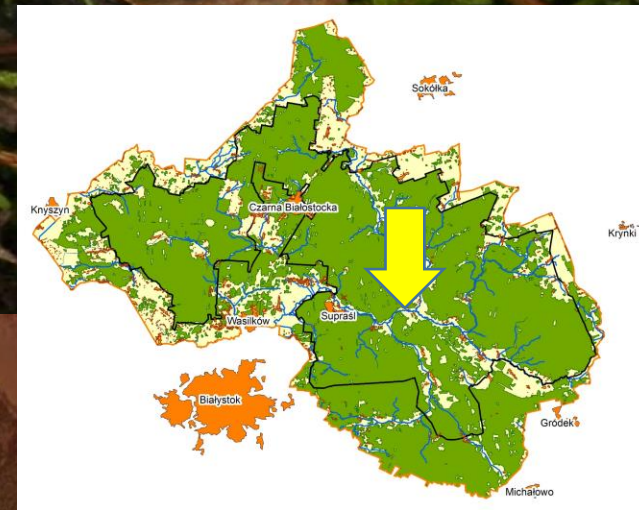 Sokółka
Knyszyn
Czarna Białostocka
Krynki
Supraśl
Wasilków
Białystok
Gródek
Michałowo